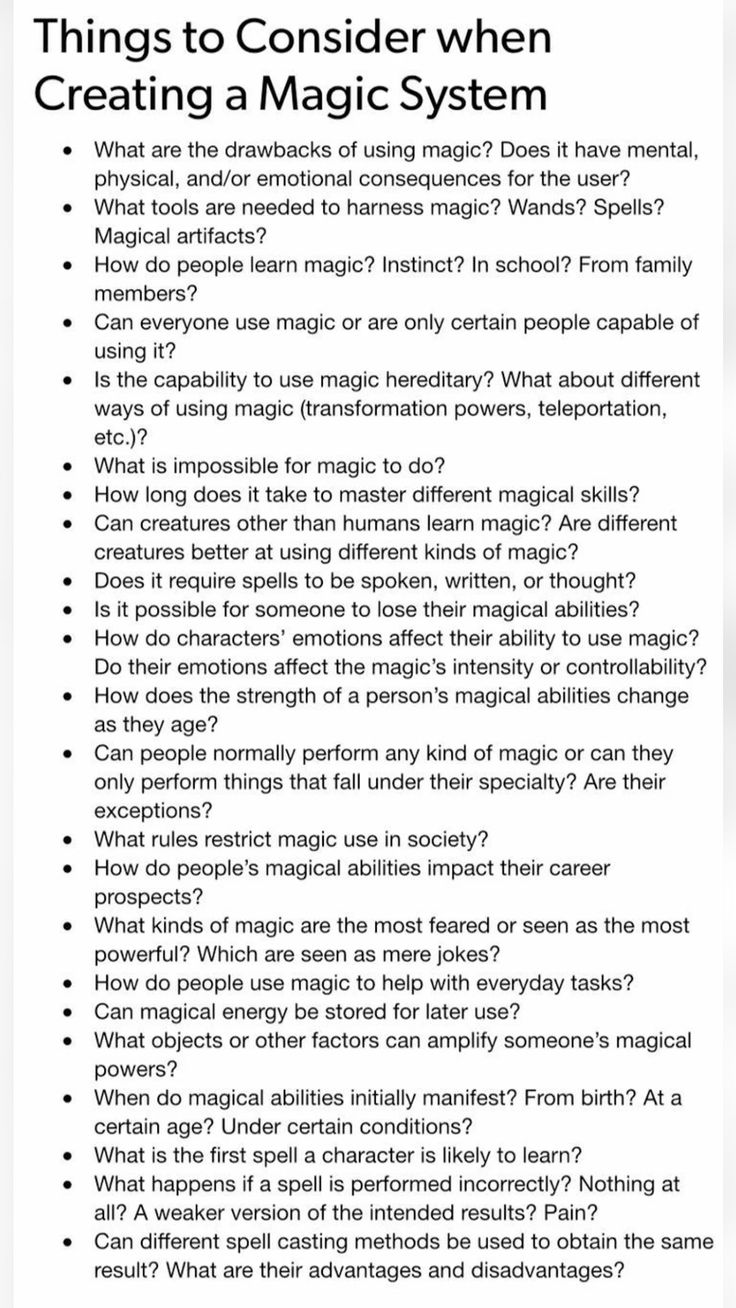 Things to Consider when
Creating a Magic System
• What are the drawbacks of using magic? Does it have mental,
physical, and/or emotional consequences for the user?
• What tools are needed to harness magic? Wands? Spells?
Magical artifacts?
• How do people learn magic? Instinct? In school? From family
members?
• Can everyone use magic or are only certain people capable of
using it?
• Is the capability to use magic hereditary? What about different
ways of using magic (transformation powers, teleportation,
etc.)?
• What is impossible for magic to do?
• How long does it take to master different magical skills?
• Can creatures other than humans learn magic? Are different
creatures better at using different kinds of magic?
• Does it require spells to be spoken, written, or thought?
• Is it possible for someone to lose their magical abilities?
• How do characters’ emotions affect their ability to use magic?
Do their emotions affect the magic’s intensity or controllability?
• How does the strength of a person’s magical abilities change
as they age?
• Can people normally perform any kind of magic or can they
only perform things that fall under their specialty? Are their
exceptions?
• What rules restrict magic use in society?
• How do people’s magical abilities impact their career
prospects?
• What kinds of magic are the most feared or seen as the most
powerful? Which are seen as mere jokes?
• How do people use magic to help with everyday tasks?
• Can magical energy be stored for later use?
• What objects or other factors can amplify someone’s magical
powers?
• When do magical abilities initially manifest? From birth? At a
certain age? Under certain conditions?
• What is the first spell a character is likely to learn?
• What happens if a spell is performed incorrectly? Nothing at
all? A weaker version of the intended results? Pain?
• Can different spell casting methods be used to obtain the same
result? What are their advantages and disadvantages?